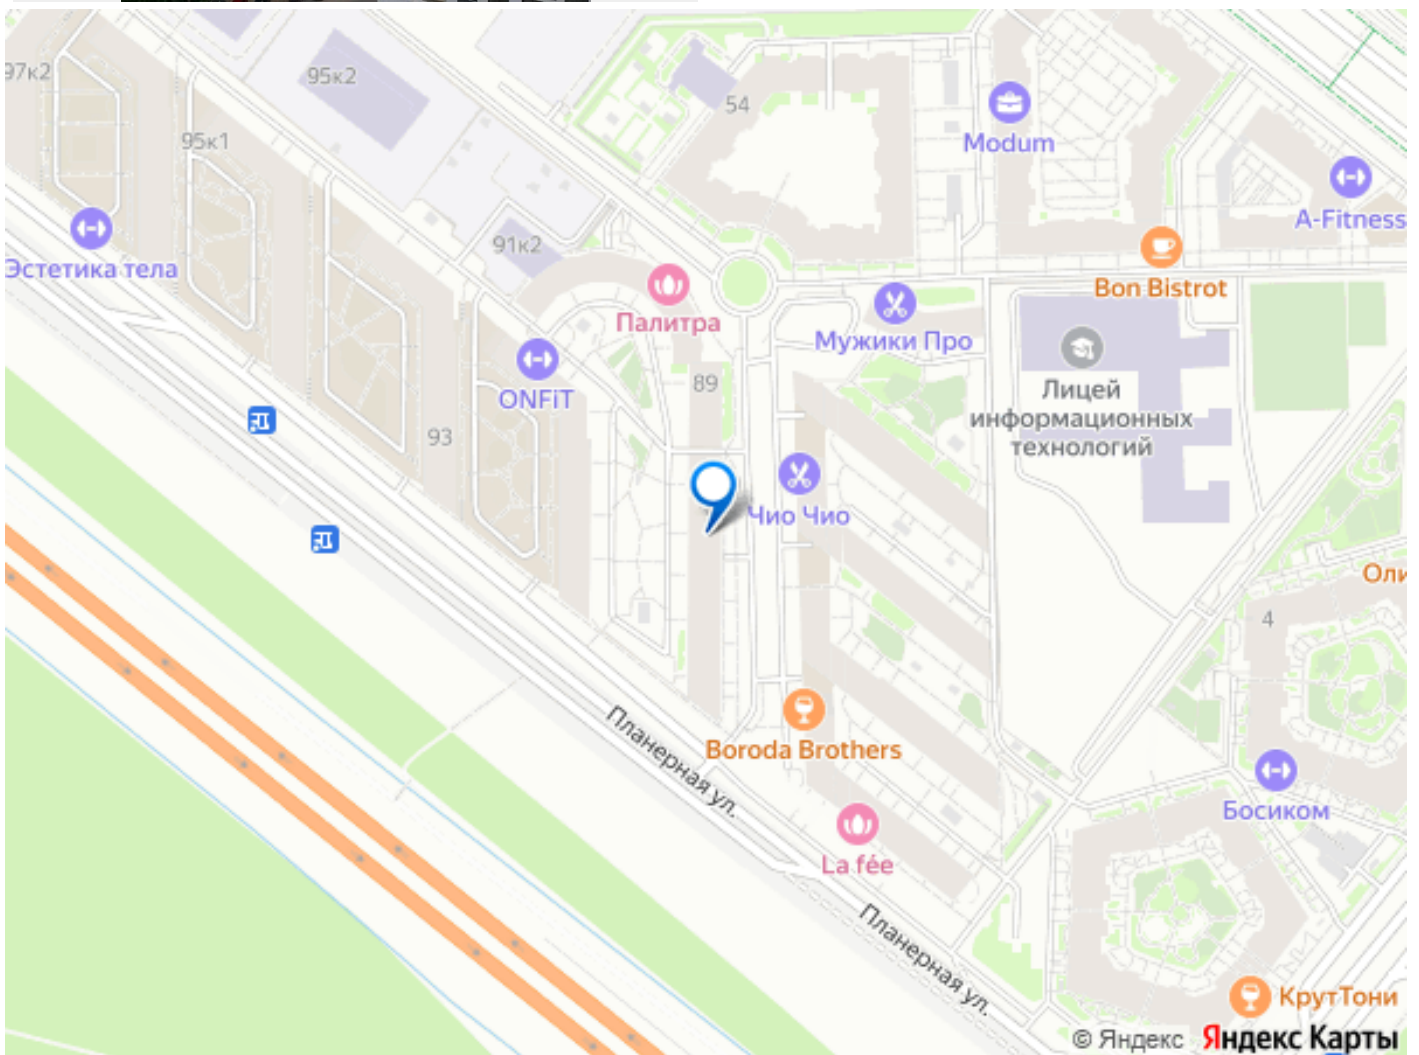 97к2
95к2
54
Modum
95к1
A-Fitness
Эстетика тела
91к2
Bon Bistrot
Палитра
Мужики Про
ONFiT
89
Лицей
информационных
технологий
93
Чио Чио
Оли
4
Планерная ул.
Boroda Brothers
Босиком
La fée
Планерная ул.
КрутТони
© Яндекс Яндекс Карты